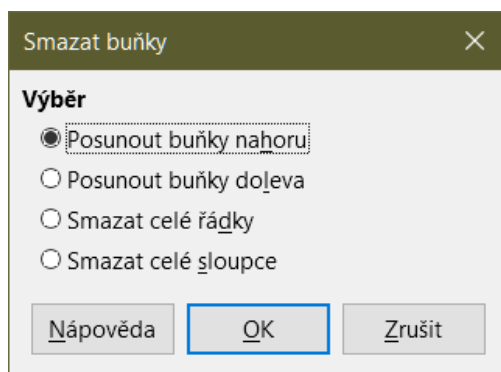 Smazat buňky
Výběr
Posunout buňky nahoru
Posunout buňky doleva
Smazat celé řádky
Smazat celé sloupce
Nápověda OK Zrušit